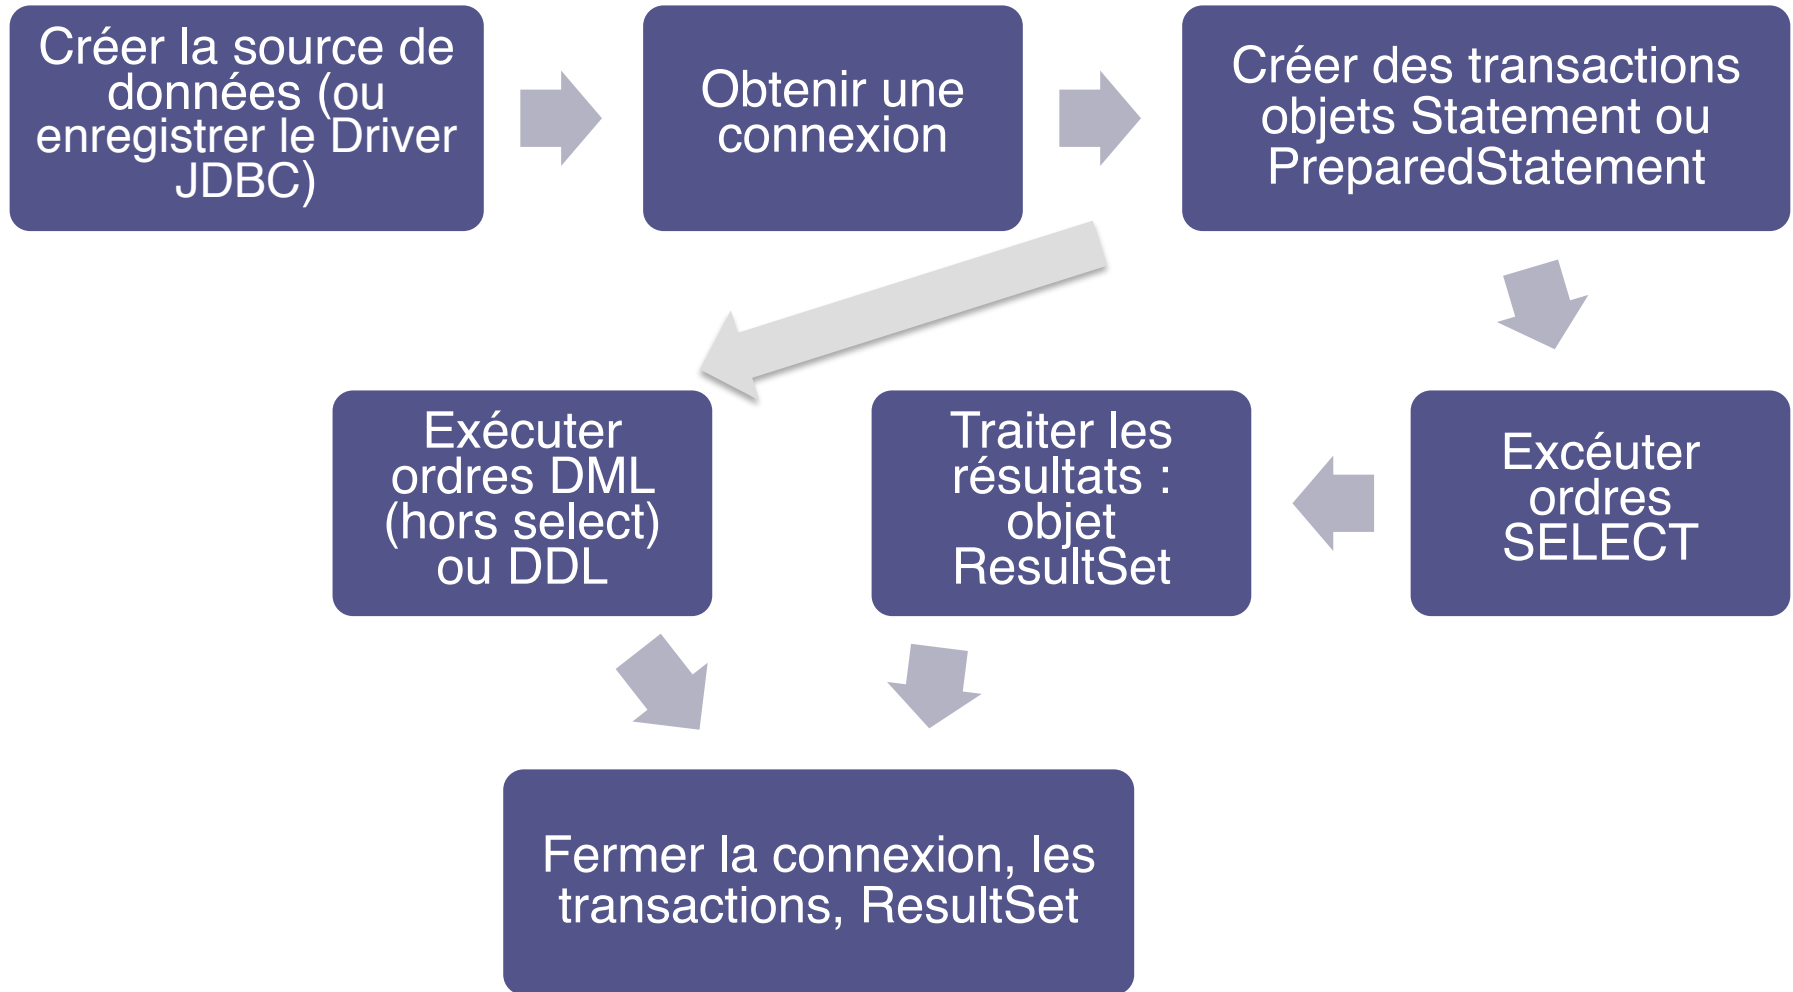 Créer la source de
données (ou
enregistrer le Driver
JDBC)
Obtenir une
connexion
Créer des transactions
objets Statement ou
PreparedStatement
Exécuter
ordres DML
(hors select)
ou DDL
Traiter les
résultats :
objet
ResultSet
Excéuter
ordres
SELECT
Fermer la connexion, les
transactions, ResultSet